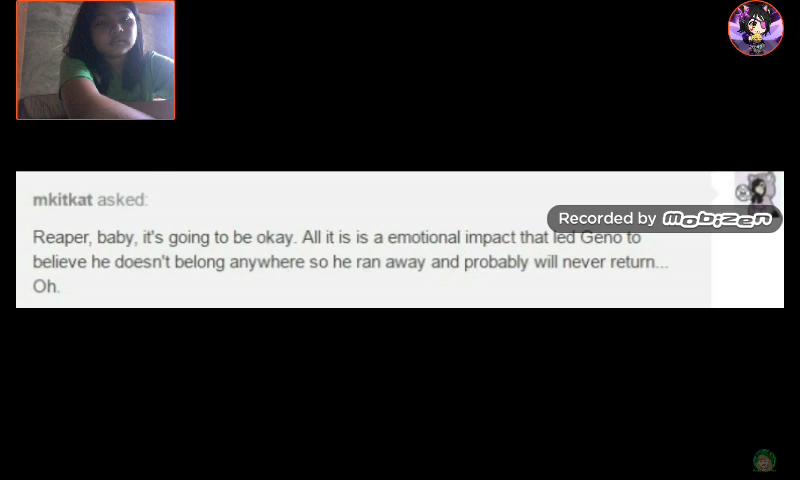 mkitkat asked:
Recorded by mobizen
Reaper, baby, it's going to be okay. All it is is a emotional impact that led Geno to
believe he doesn't belong anywhere so he ran away and probably will never return...
Oh.